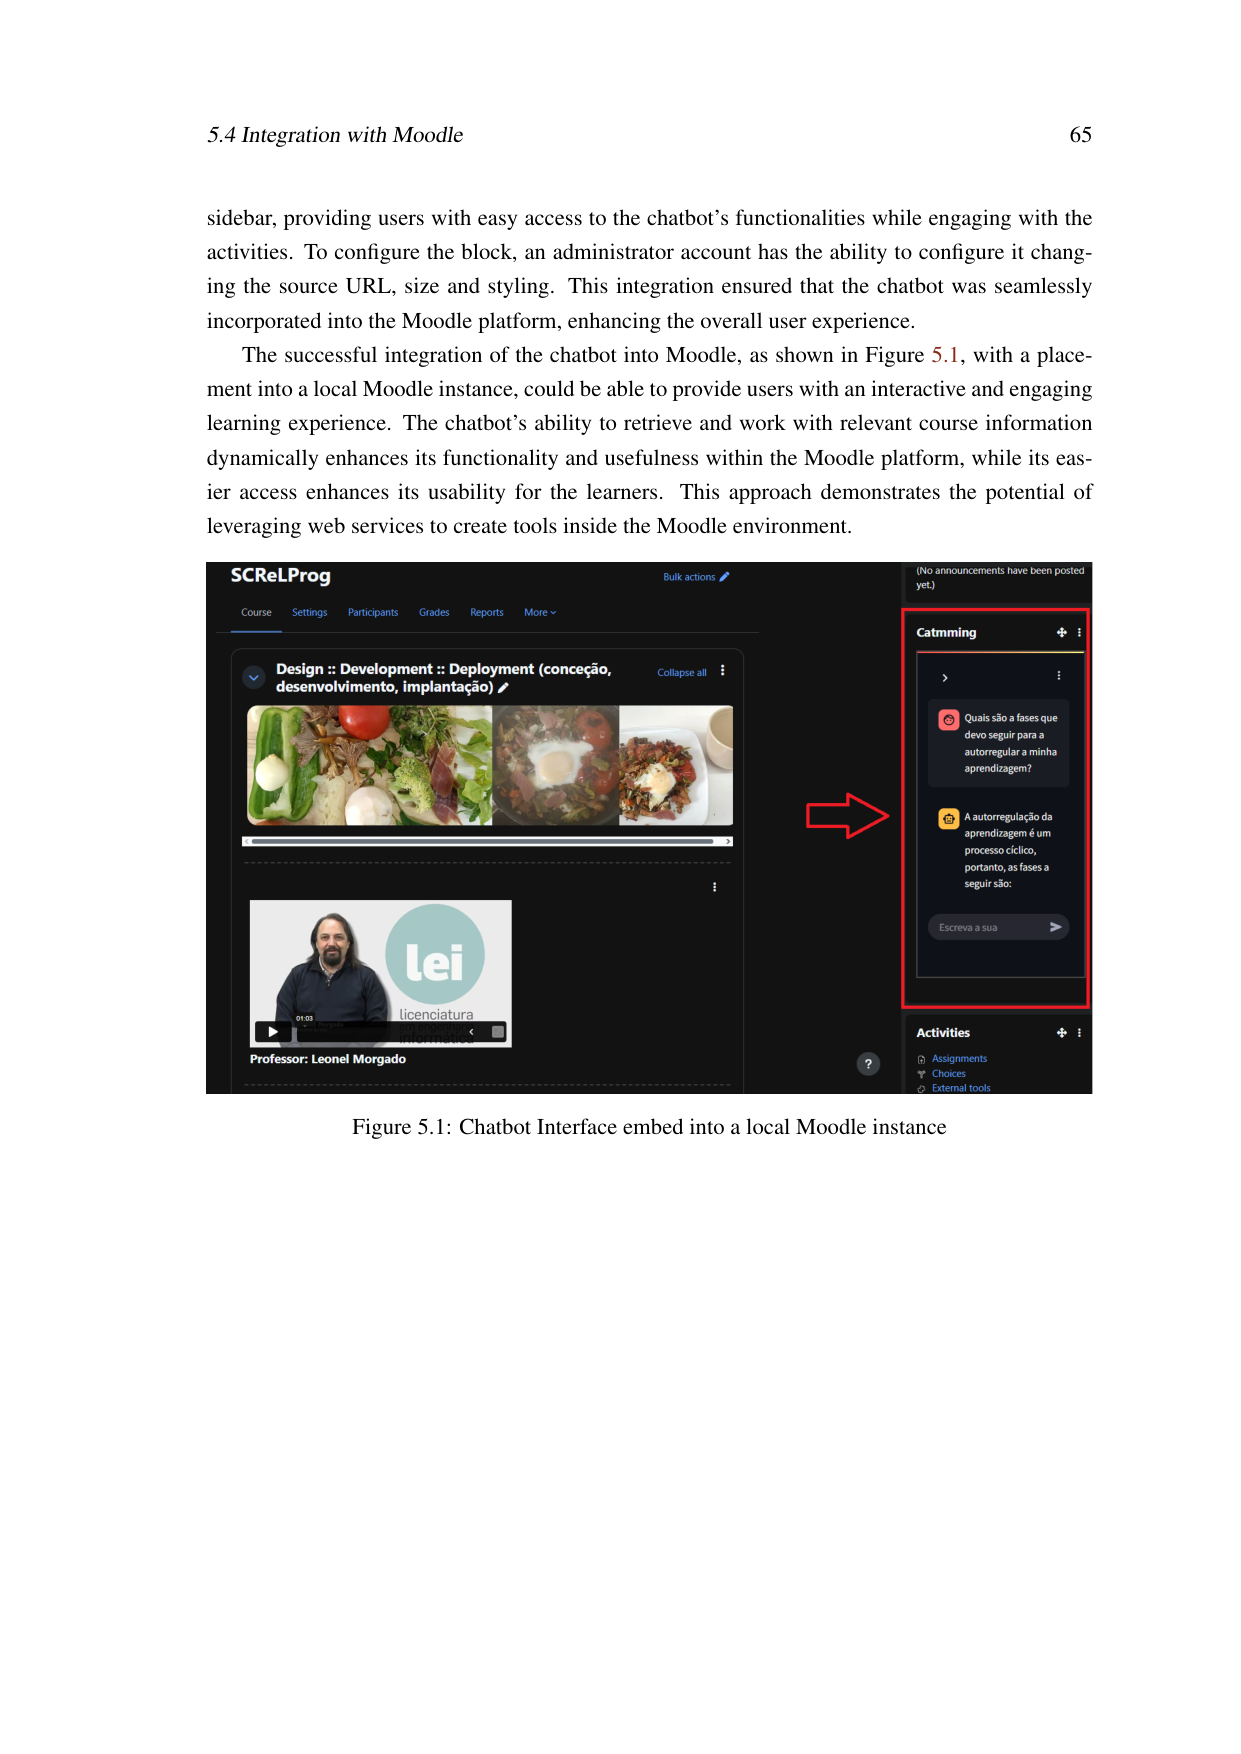 5.4 Integration with Moodle 65
sidebar, providing users with easy access to the chatbot's functionalities while engaging with the
activities. To configure the block, an administrator account has the ability to configure it chang-
ing the source URL, size and styling. This integration ensured that the chatbot was seamlessly
incorporated into the Moodle platform, enhancing the overall user experience.
The successful integration of the chatbot into Moodle, as shown in Figure 5.1, with a place-
ment into a local Moodle instance, could be able to provide users with an interactive and engaging
learning experience. The chatbot's ability to retrieve and work with relevant course information
dynamically enhances its functionality and usefulness within the Moodle platform, while its eas-
ier access enhances its usability for the learners. This approach demonstrates the potential of
leveraging web services to create tools inside the Moodle environment.
SCReLProg
Bulk actions
Course Settings Participants Grades Reports More
Design :: Development :: Deployment (conceção,
desenvolvimento, implantação)
Collapse all
lei
licenciatura
em engenharia
informática
01:03
Professor: Leonel Morgado
?
(No announcements have been posted
yet.)
Catmming
Quais são a fases que
devo seguir para a
autorregular a minha
aprendizagem?
A autorregulação da
aprendizagem é um
processo cíclico,
portanto, as fases a
seguir são:
Escreva a sua
Activities
Assignments
Choices
External tools
Figure 5.1: Chatbot Interface embed into a local Moodle instance